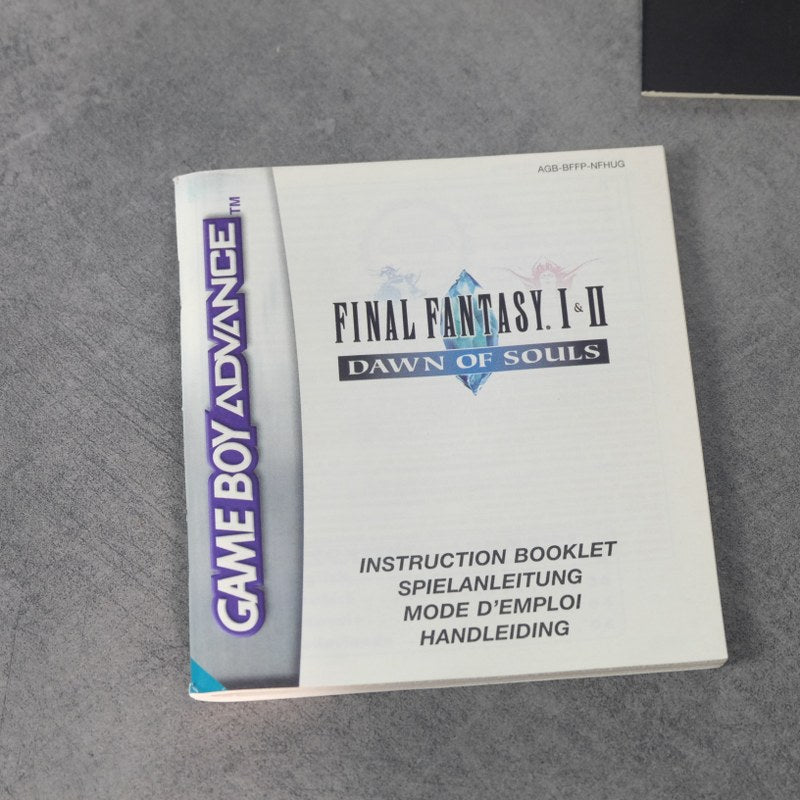 AGB-BFFP-NFHUG
GAME BOY ADVANCE™
FINAL FANTASY. I & II
DAWN OF SOULS
INSTRUCTION BOOKLET
SPIELANLEITUNG
MODE D'EMPLOI
HANDLEIDING